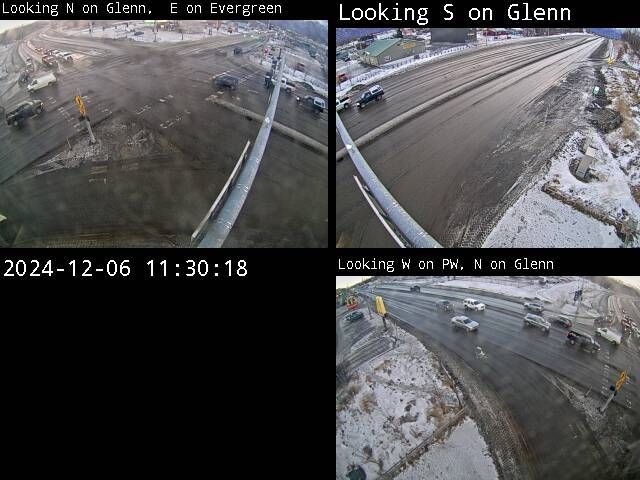 Looking N on Glenn,  E on Evergreen
Looking S on Glenn
2024-12-06 11:30:18
Looking W on PW, N on Glenn